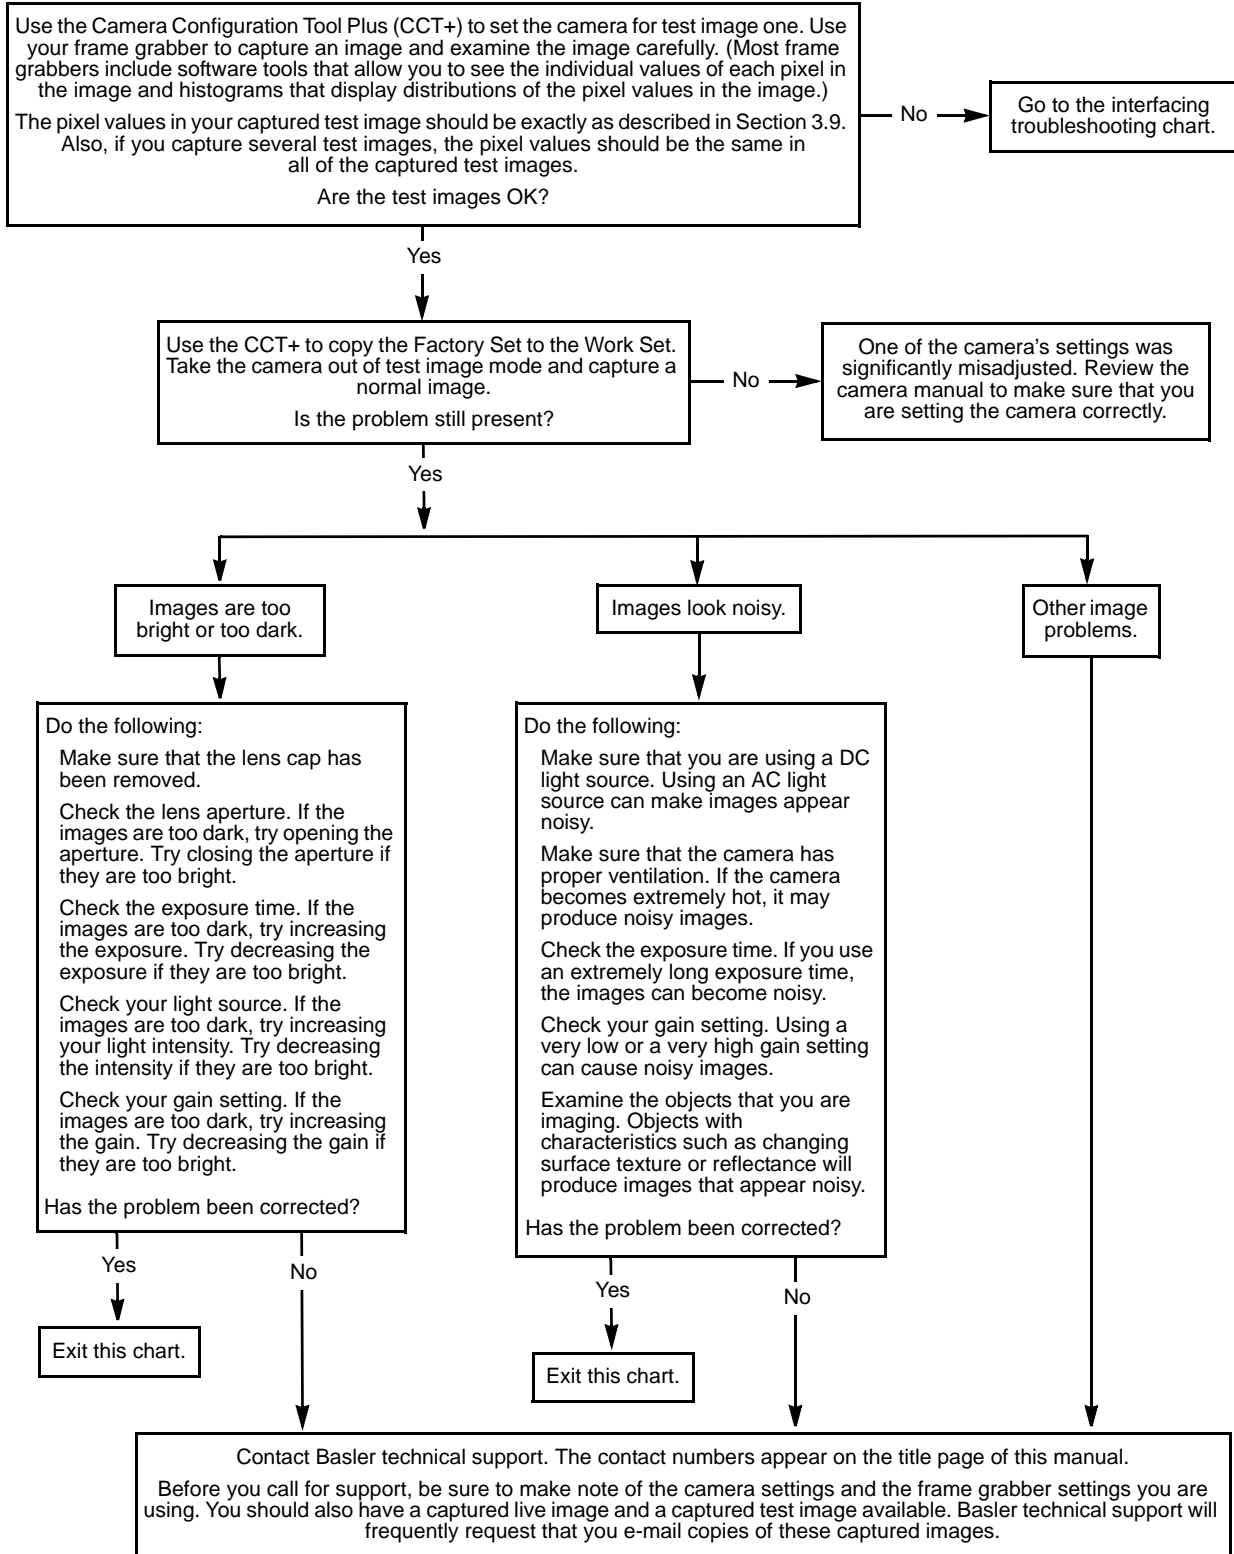 Use the Camera Configuration Tool Plus (CCT+) to set the camera for test image one. Use
your frame grabber to capture an image and examine the image carefully. (Most frame
grabbers include software tools that allow you to see the individual values of each pixel in
the image and histograms that display distributions of the pixel values in the image.)
The pixel values in your captured test image should be exactly as described in Section 3.9.
Also, if you capture several test images, the pixel values should be the same in
all of the captured test images.
Are the test images OK?
No
Go to the interfacing
troubleshooting chart.
Yes
Use the CCT+ to copy the Factory Set to the Work Set.
Take the camera out of test image mode and capture a
normal image.
Is the problem still present?
No
One of the camera's settings was
significantly misadjusted. Review the
camera manual to make sure that you
are setting the camera correctly.
Yes
Images are too
bright or too dark.
Images look noisy.
Other image
problems.
Do the following:
Make sure that the lens cap has
been removed.
Check the lens aperture. If the
images are too dark, try opening the
aperture. Try closing the aperture if
they are too bright.
Check the exposure time. If the
images are too dark, try increasing
the exposure. Try decreasing the
exposure if they are too bright.
Check your light source. If the
images are too dark, try increasing
your light intensity. Try decreasing
the intensity if they are too bright.
Check your gain setting. If the
images are too dark, try increasing
the gain. Try decreasing the gain if
they are too bright.
Has the problem been corrected?
Do the following:
Make sure that you are using a DC
light source. Using an AC light
source can make images appear
noisy.
Make sure that the camera has
proper ventilation. If the camera
becomes extremely hot, it may
produce noisy images.
Check the exposure time. If you use
an extremely long exposure time,
the images can become noisy.
Check your gain setting. Using a
very low or a very high gain setting
can cause noisy images.
Examine the objects that you are
imaging. Objects with
characteristics such as changing
surface texture or reflectance will
produce images that appear noisy.
Has the problem been corrected?
Yes
No
Yes
No
Exit this chart.
Exit this chart.
Contact Basler technical support. The contact numbers appear on the title page of this manual.
Before you call for support, be sure to make note of the camera settings and the frame grabber settings you are
using. You should also have a captured live image and a captured test image available. Basler technical support will
frequently request that you e-mail copies of these captured images.